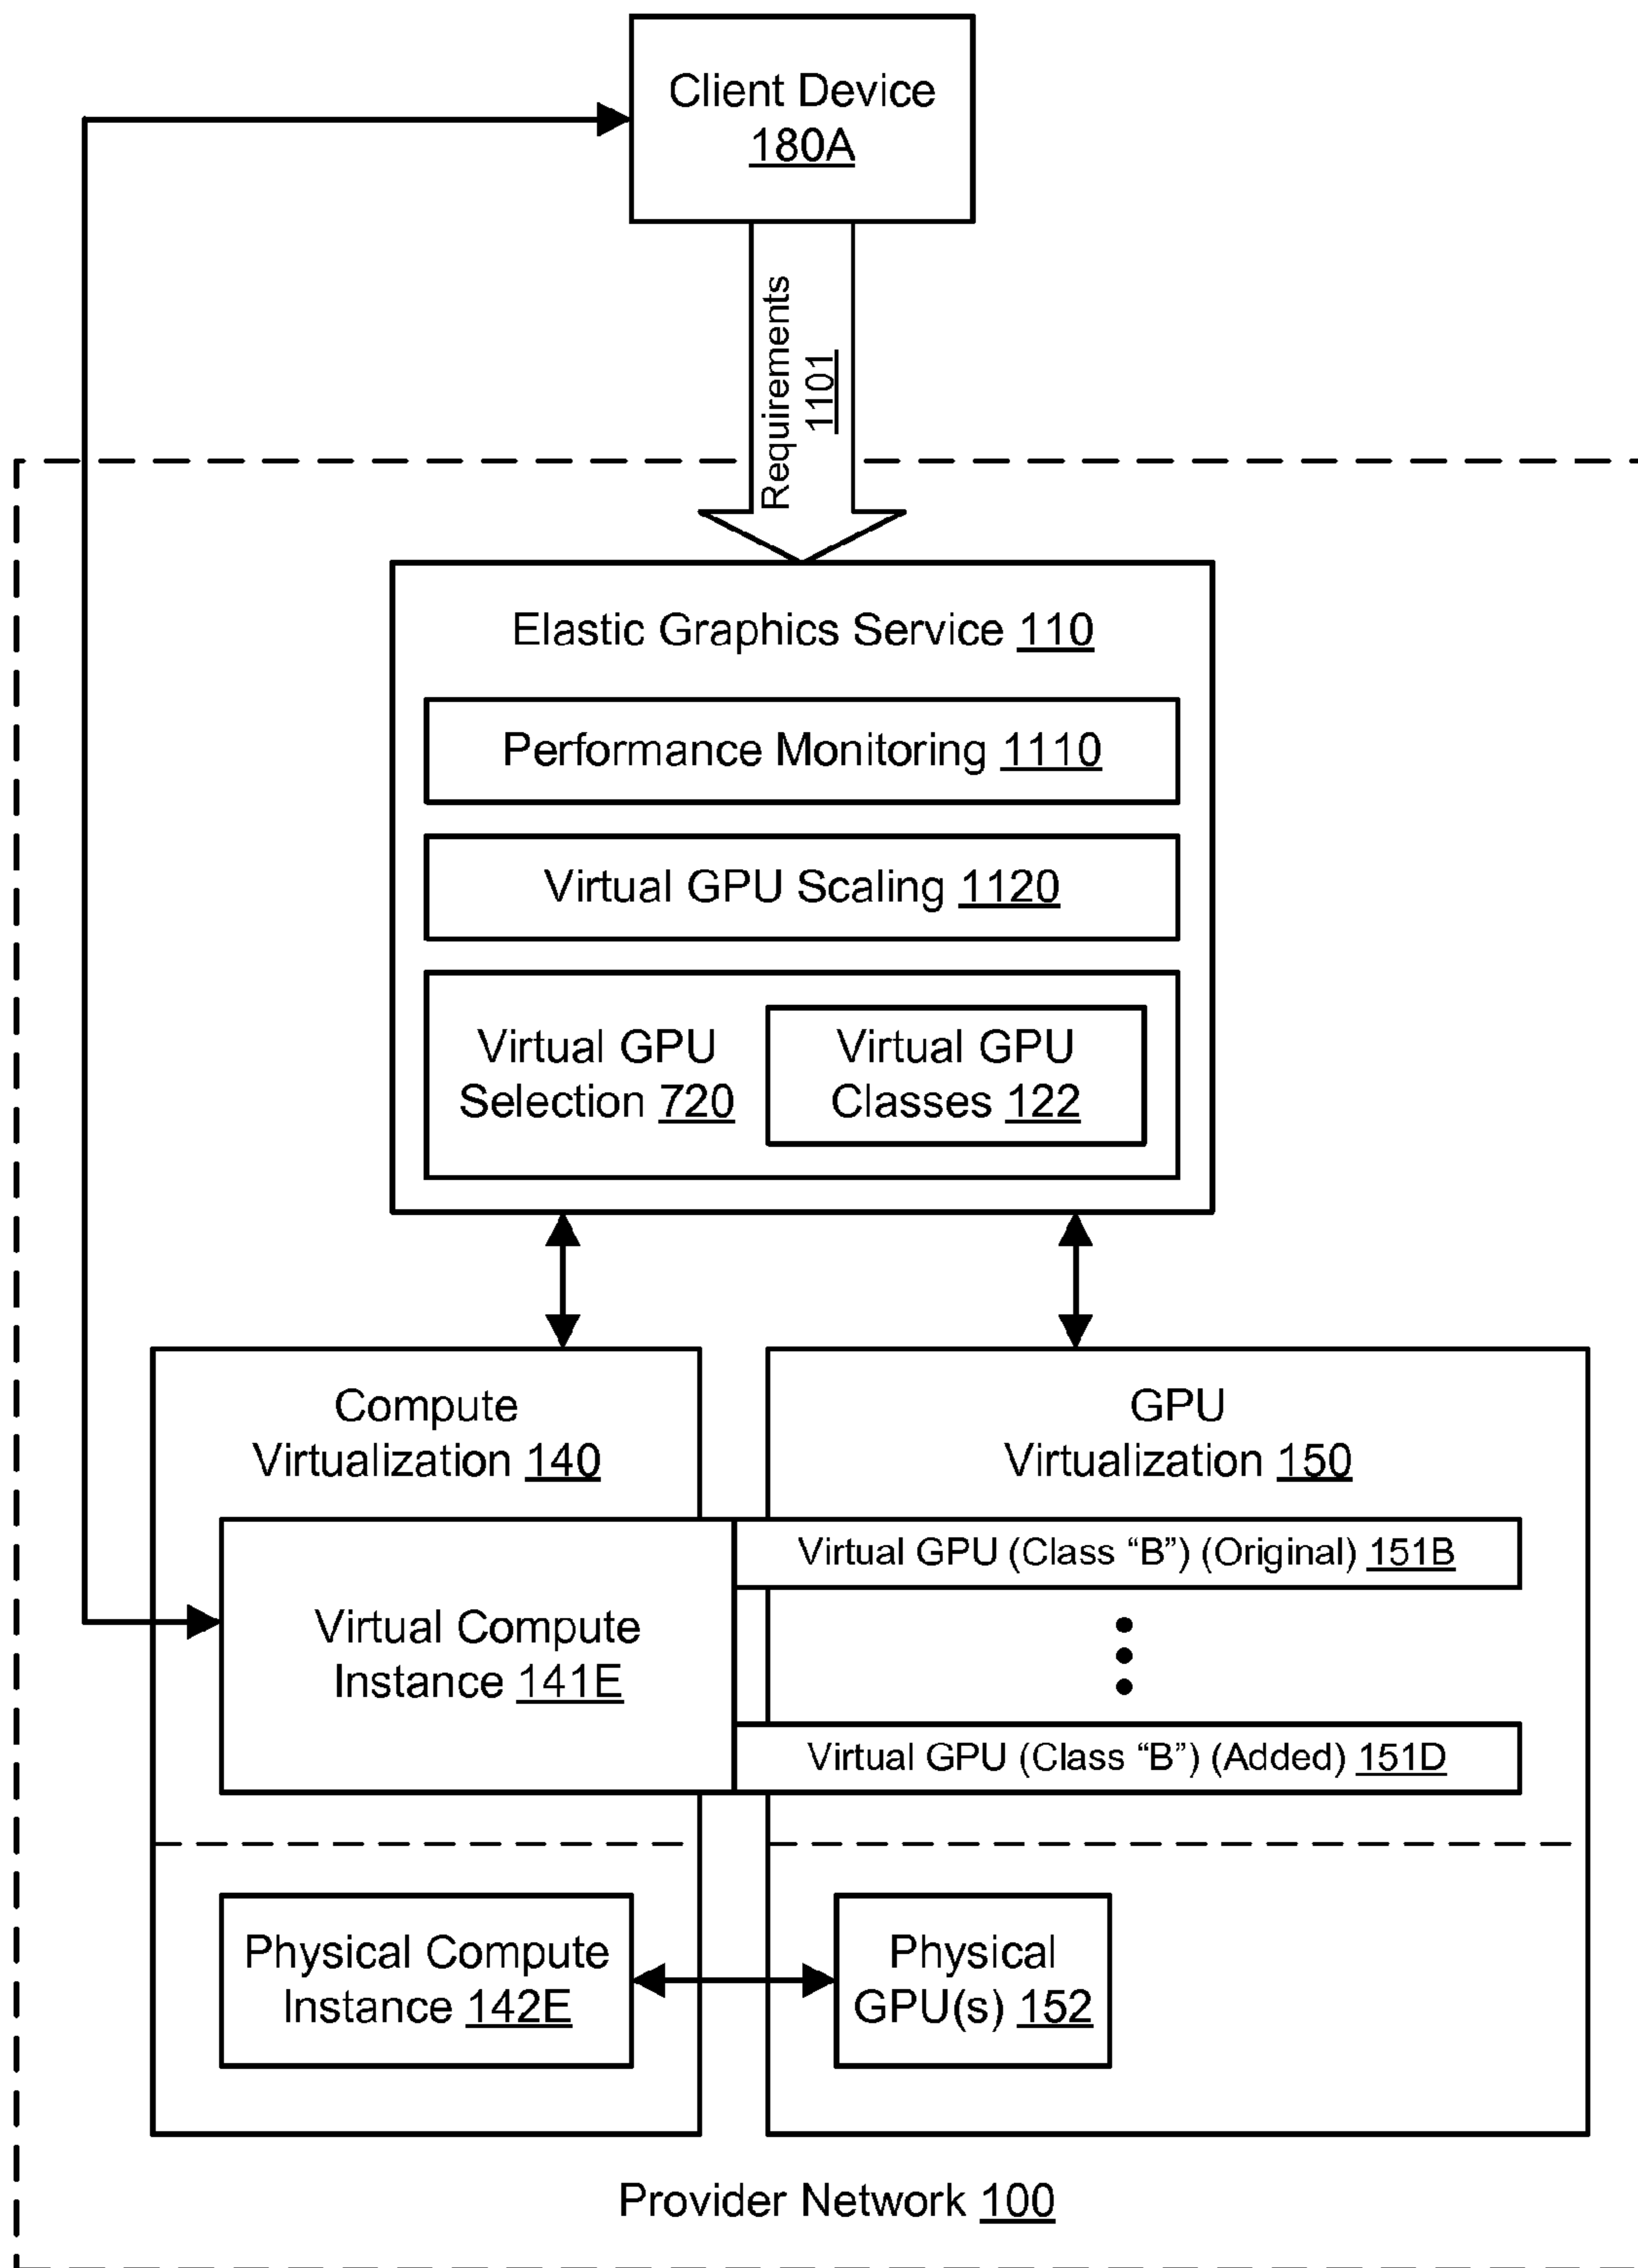 Client Device
180A
Requirements
1101
Elastic Graphics Service 110
Performance Monitoring 1110
Virtual GPU Scaling 1120
Virtual GPU
Selection 720
Virtual GPU
Classes 122
Compute
Virtualization 140
GPU
Virtualization 150
Virtual GPU (Class “B”) (Original) 151B
Virtual Compute
Instance 141E
Virtual GPU (Class “B”) (Added) 151D
Physical Compute
Instance 142E
Physical
GPU(s) 152
Provider Network 100